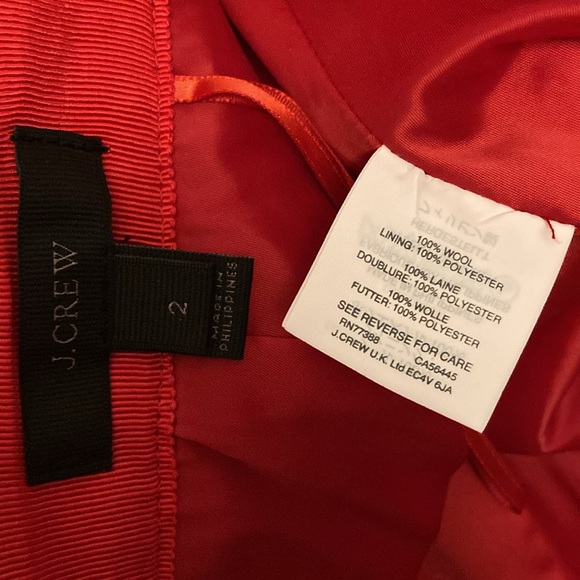 J.CREW
2
MADE IN
PHILIPPINES
100% WOOL
LINING: 100% POLYESTER
100% LAINE
DOUBLURE: 100% POLYESTER
100% WOLLE
FUTTER: 100% POLYESTER
SEE REVERSE FOR CARE
RN77388 CA56445
J.CREW U.K. Ltd EC4V 6JA